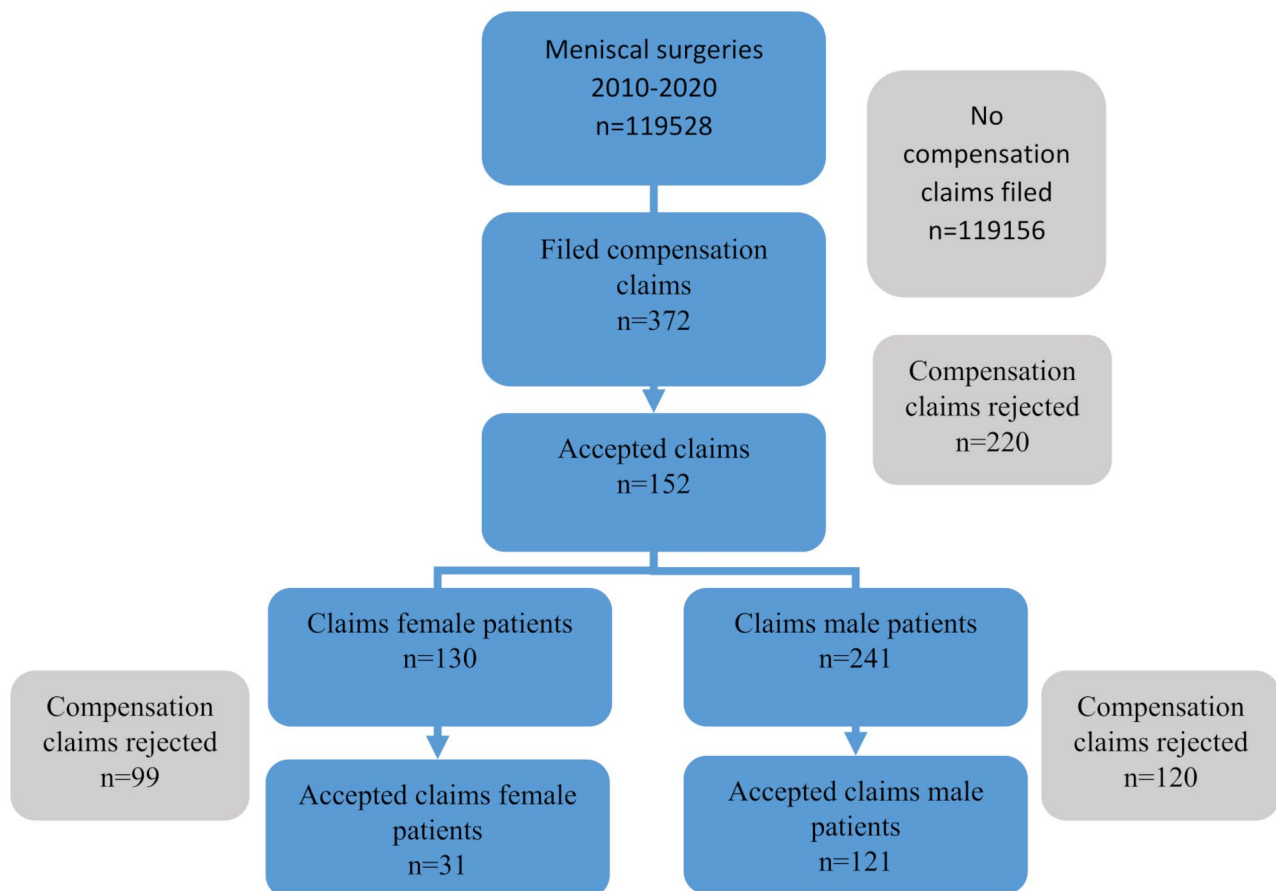 Meniscal surgeries
2010-2020
n=119528
No
compensation
claims filed
n=119156
Filed compensation
claims
n=372
Compensation
claims rejected
n=220
Accepted claims
n=152
Claims female patients
n=130
Claims male patients
n=241
Compensation
claims rejected
n=99
Compensation
claims rejected
n=120
Accepted claims female
patients
n=31
Accepted claims male
patients
n=121